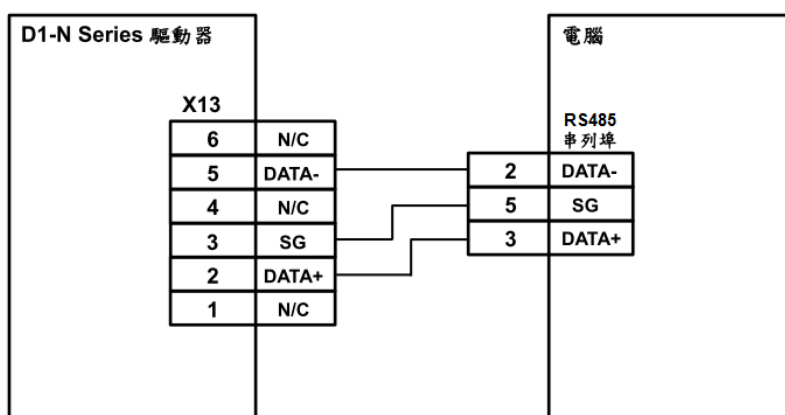 D1-N Series 驅動器
電腦
X13
RS485
串列埠
6 N/C
5 DATA-
4 N/C
3 SG
2 DATA+
1 N/C
2 DATA-
5 SG
3 DATA+